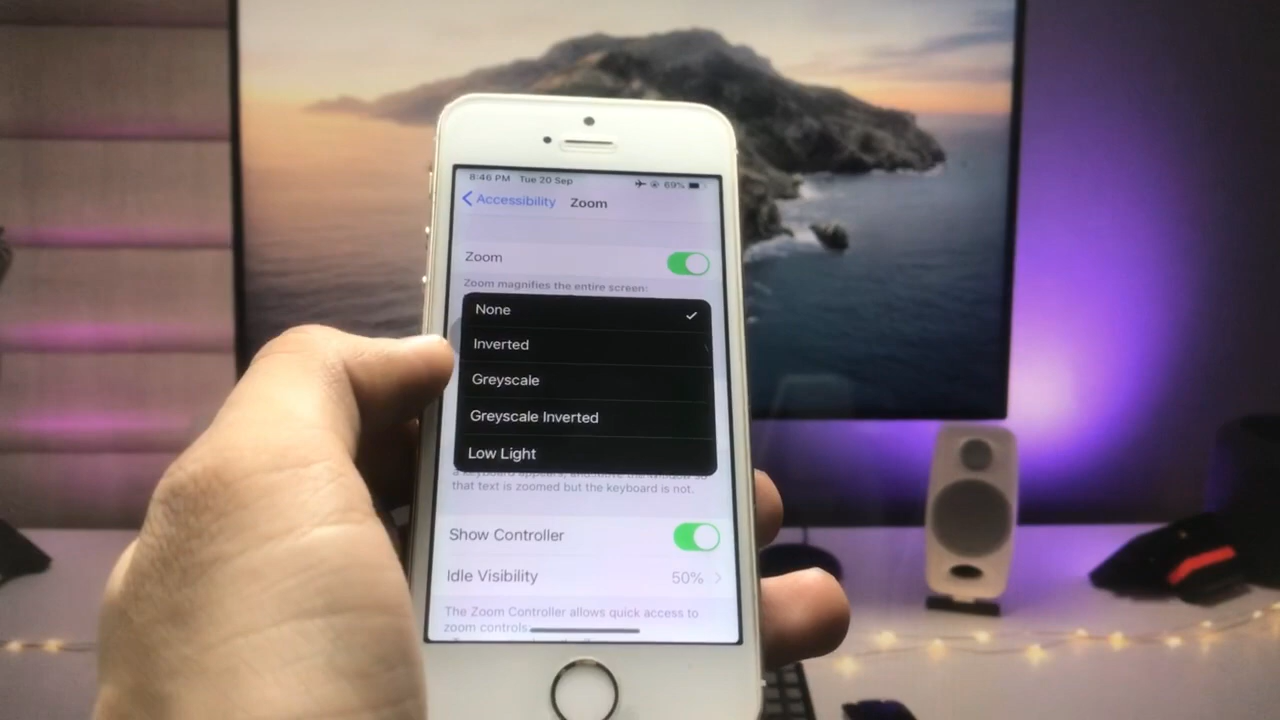 8:46 PM Tue 20 Sep 69%
Accessibility Zoom
Zoom
Zoom magnifies the entire screen:
None
Inverted
Greyscale
Greyscale Inverted
Low Light
that text is zoomed but the keyboard is not.
Show Controller
Idle Visibility 50%
The Zoom Controller allows quick access to
zoom controls: